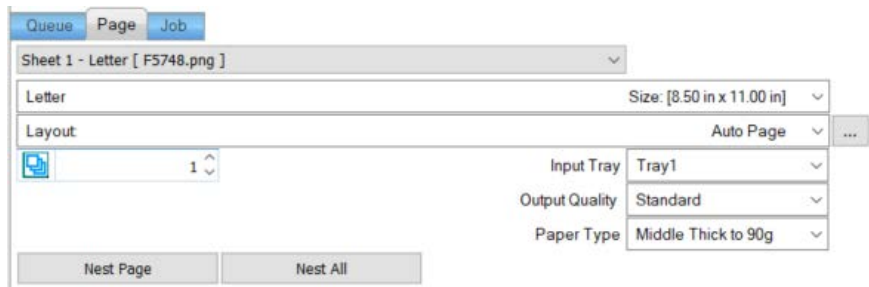 Queue Page Job
Sheet 1 - Letter [ F5748.png ]
Letter Size: [8.50 in x 11.00 in]
Layout: Auto Page ...
1 Input Tray Tray1
Output Quality Standard
Paper Type Middle Thick to 90g
Nest Page Nest All